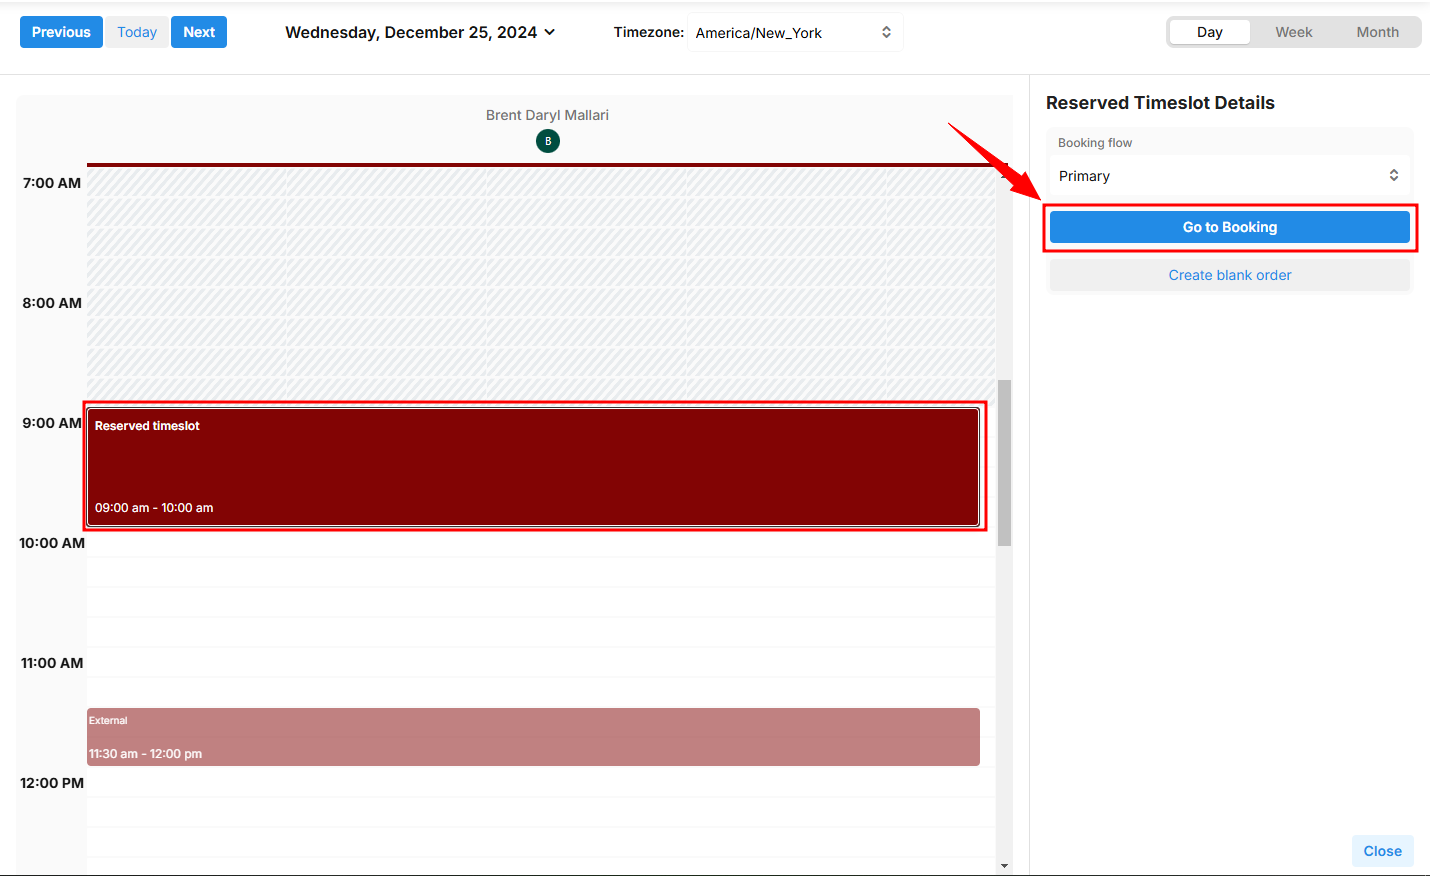 Previous Today Next Wednesday, December 25, 2024 Timezone: America/New_York Day Week Month
Brent Daryl Mallari
B
7:00 AM
8:00 AM
9:00 AM
Reserved timeslot
09:00 am - 10:00 am
10:00 AM
11:00 AM
External
11:30 am - 12:00 pm
12:00 PM
Reserved Timeslot Details
Booking flow
Primary
Go to Booking
Create blank order
Close